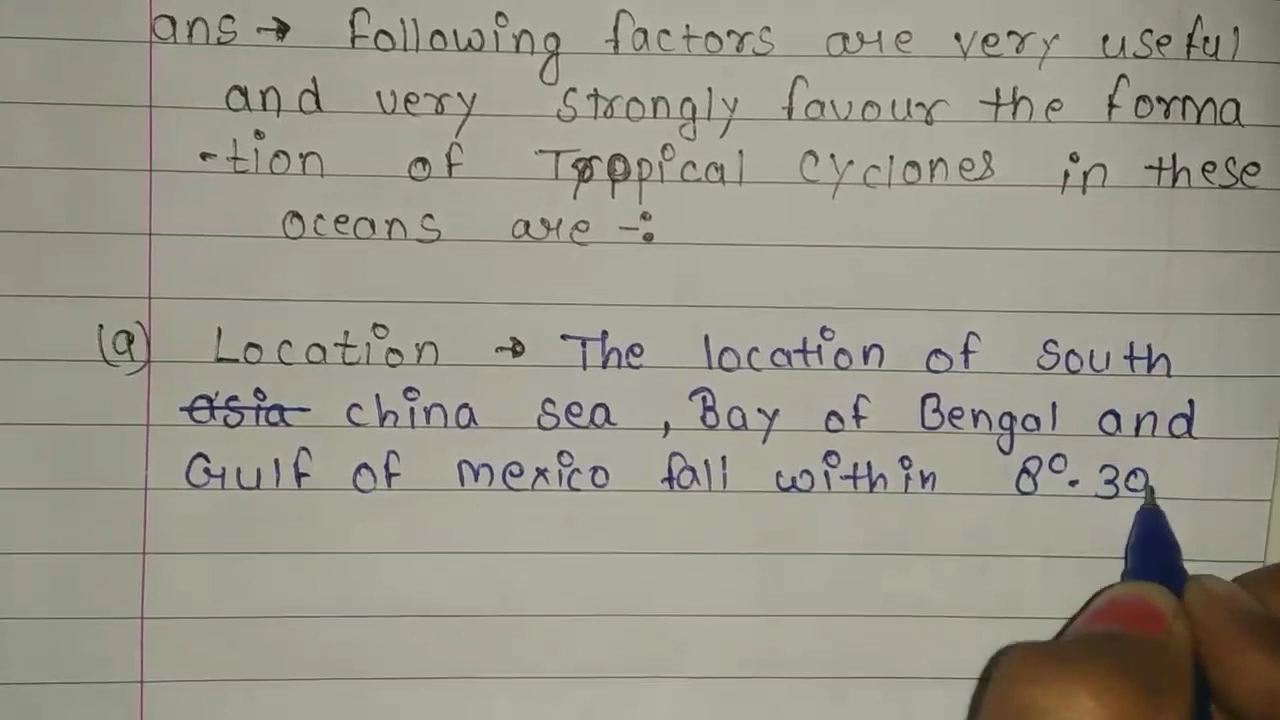 ans → Following factors are very useful
and very strongly favour the forma
-tion of Troppical cyclones in these
oceans are -:
(a) Location → The location of south
asia china sea, Bay of Bengal and
Gulf of mexico fall within 8°-30